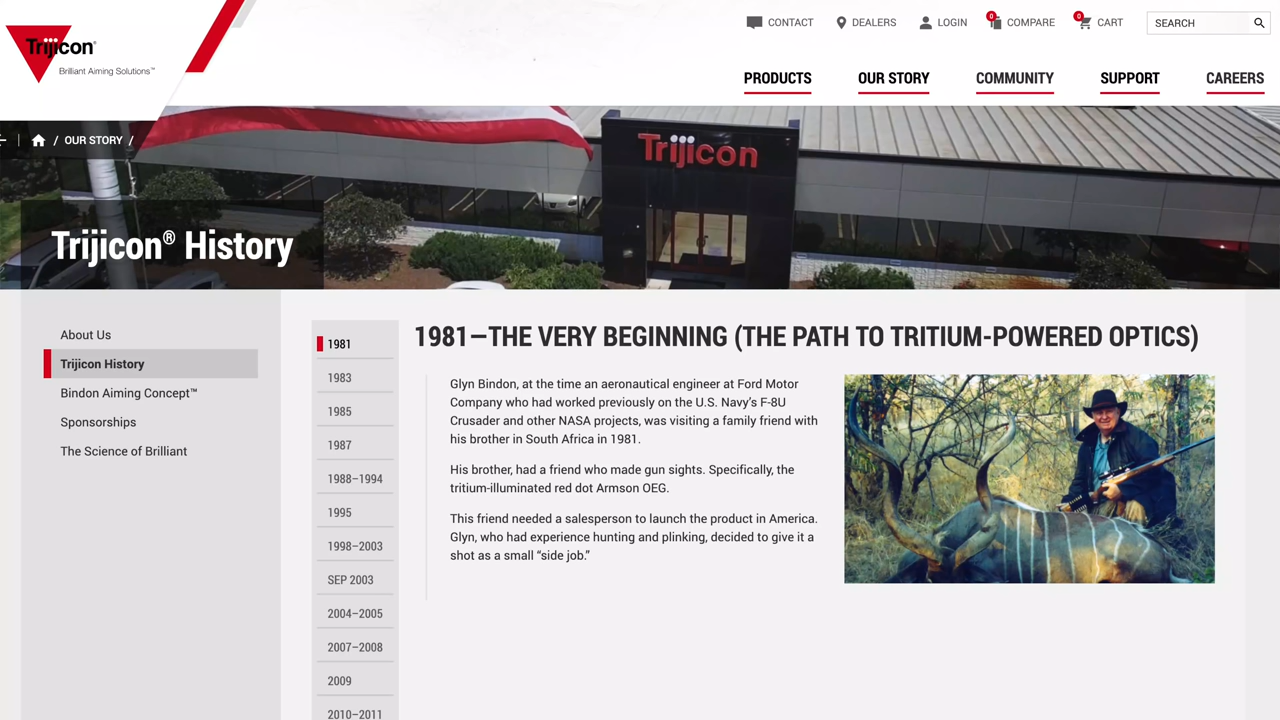 CONTACT
DEALERS
LOGIN
0
COMPARE
0
CART
SEARCH
Trijicon®
Brilliant Aiming Solutions™
PRODUCTS
OUR STORY
COMMUNITY
SUPPORT
CAREERS
/ OUR STORY /
Trijicon
Trijicon® History
About Us
Trijicon History
Bindon Aiming Concept™
Sponsorships
The Science of Brilliant
1981
1983
1985
1987
1988–1994
1995
1998–2003
SEP 2003
2004–2005
2007–2008
2009
2010–2011
1981—THE VERY BEGINNING (THE PATH TO TRITIUM-POWERED OPTICS)
Glyn Bindon, at the time an aeronautical engineer at Ford Motor
Company who had worked previously on the U.S. Navy’s F-8U
Crusader and other NASA projects, was visiting a family friend with
his brother in South Africa in 1981.
His brother, had a friend who made gun sights. Specifically, the
tritium-illuminated red dot Armson OEG.
This friend needed a salesperson to launch the product in America.
Glyn, who had experience hunting and plinking, decided to give it a
shot as a small “side job.”